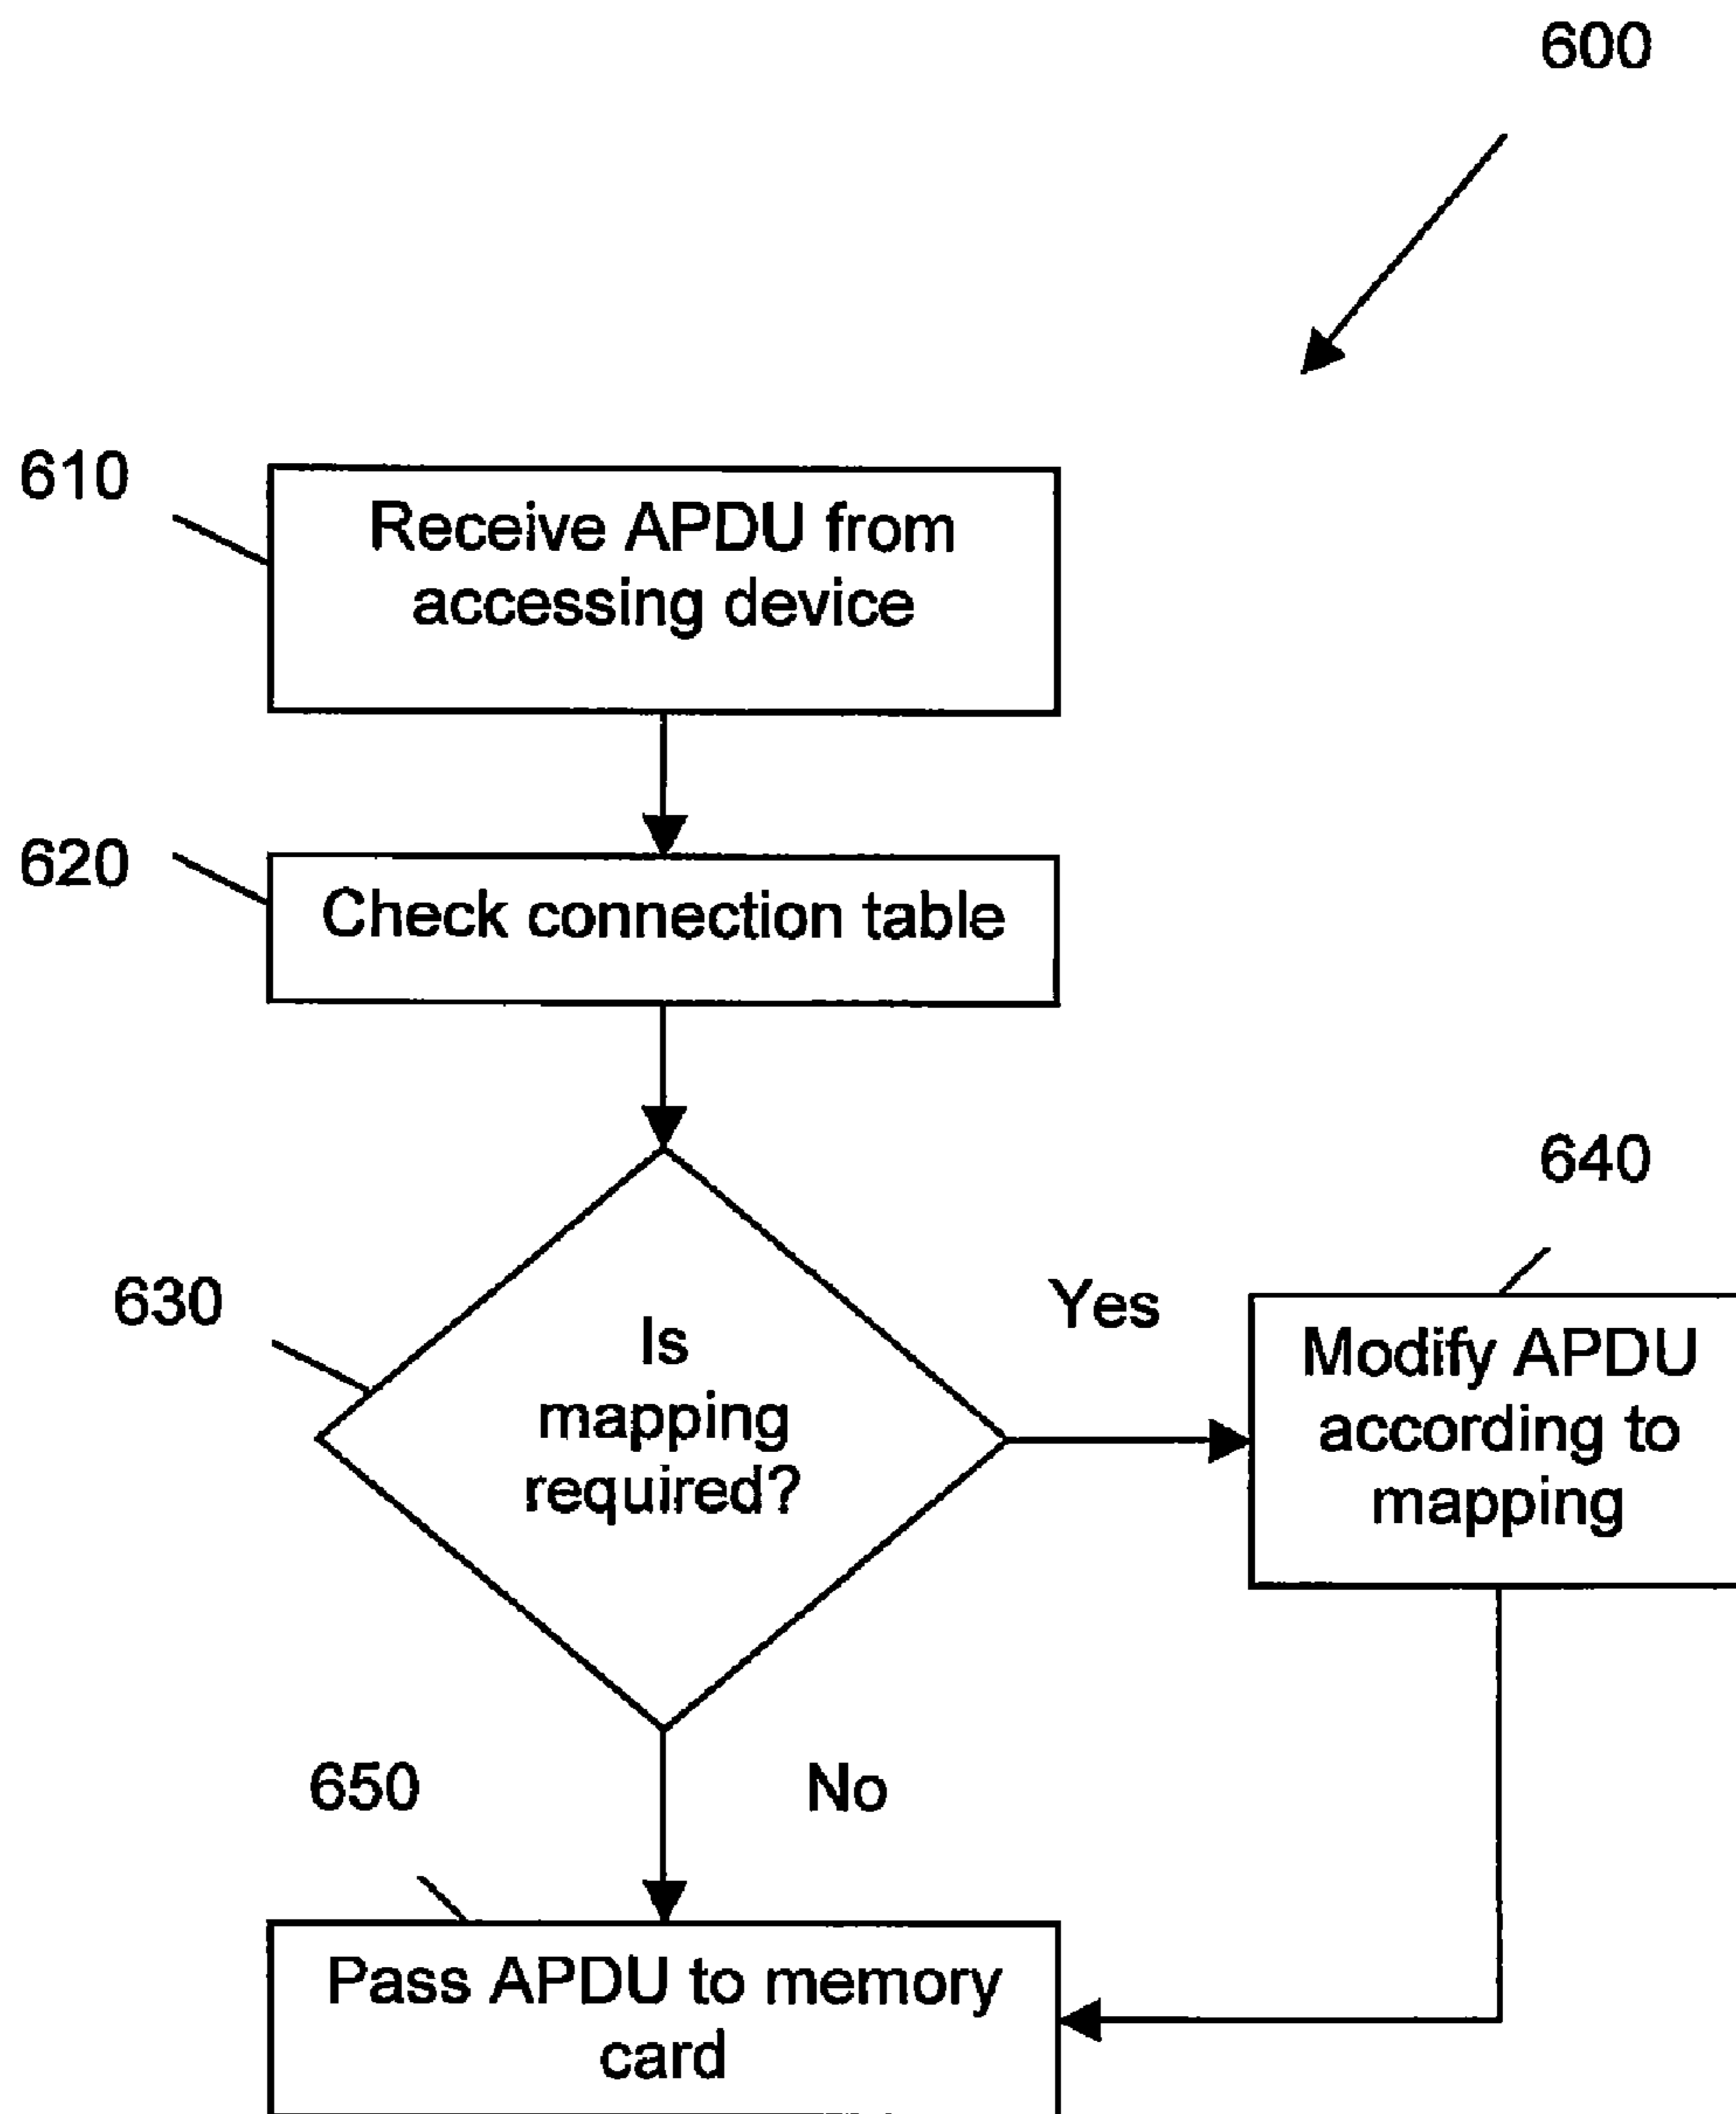 600
610
Receive APDU from
accessing device
620
Check connection table
630
Is
mapping
required?
Yes
640
Modify APDU
according to
mapping
650
No
Pass APDU to memory
card